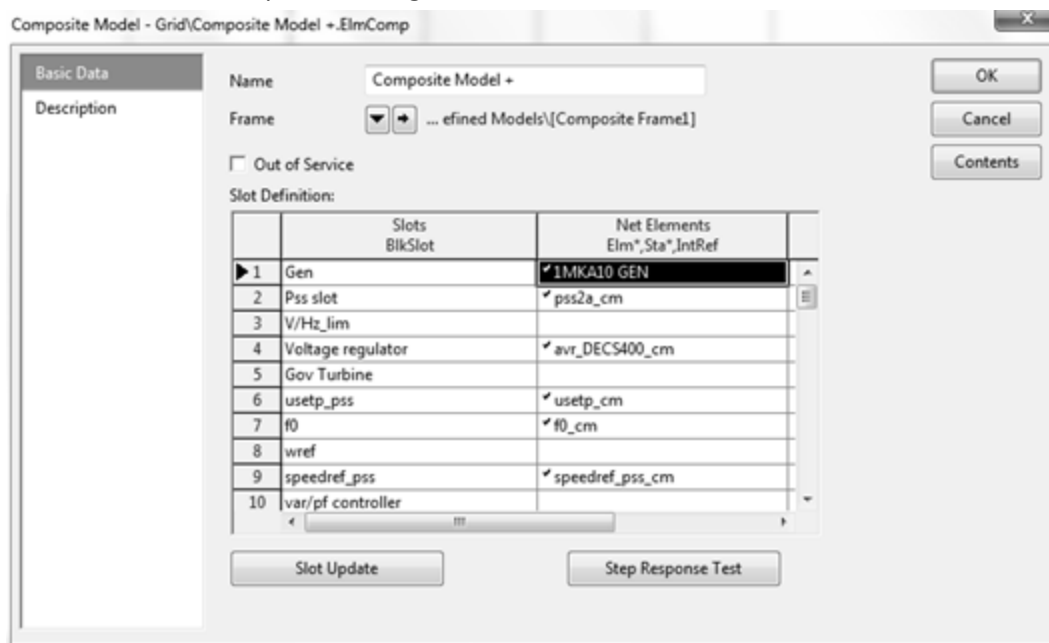 Composite Model - Grid\Composite Model +.ElmComp
x
Basic Data
Description
Name
Composite Model +
OK
Frame
... efined Models\[Composite Frame1]
Cancel
Out of Service
Contents
Slot Definition:
Slots
BlkSlot
Net Elements
Elm*,Sta*,IntRef
1 Gen 1MKA10 GEN
2 Pss slot pss2a_cm
3 V/Hz_lim
4 Voltage regulator avr_DECS400_cm
5 Gov Turbine
6 usetp_pss usetp_cm
7 f0 f0_cm
8 wref
9 speedref_pss speedref_pss_cm
10 var/pf controller
Slot Update Step Response Test